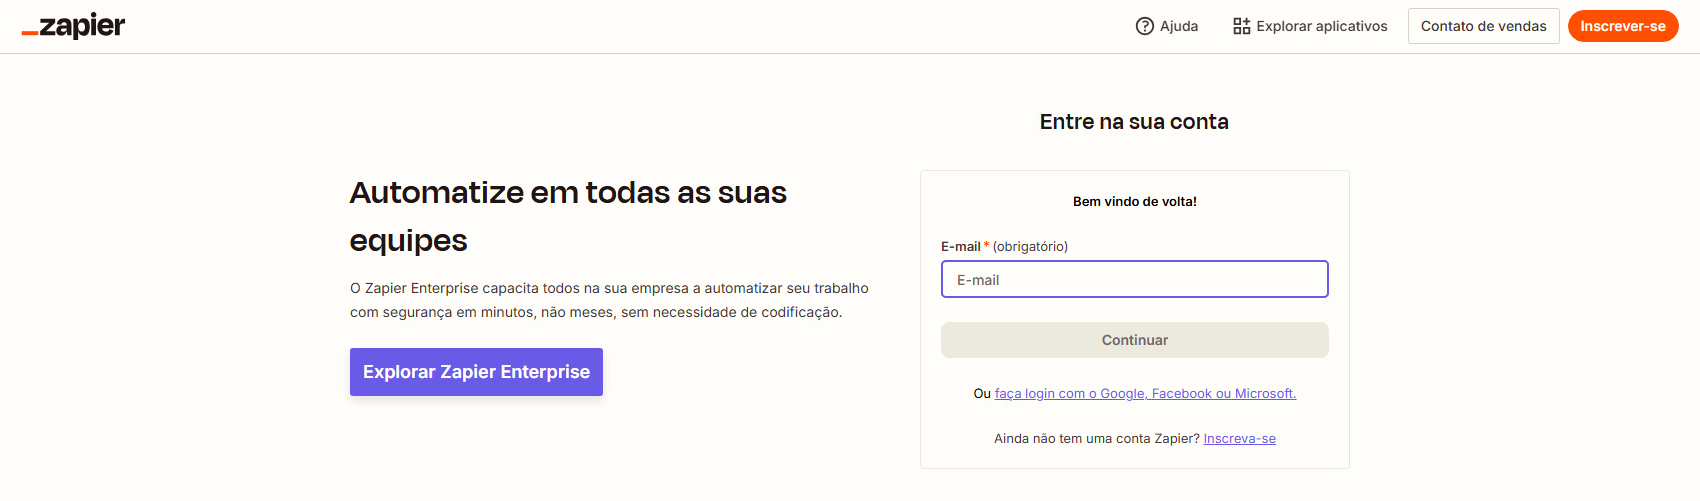 zapier
Ajuda
Explorar aplicativos
Contato de vendas
Inscrever-se
Automatize em todas as suas
equipes
O Zapier Enterprise capacita todos na sua empresa a automatizar seu trabalho
com segurança em minutos, não meses, sem necessidade de codificação.
Explorar Zapier Enterprise
Entre na sua conta
Bem vindo de volta!
E-mail * (obrigatório)
E-mail
Continuar
Ou faça login com o Google, Facebook ou Microsoft.
Ainda não tem uma conta Zapier? Inscreva-se